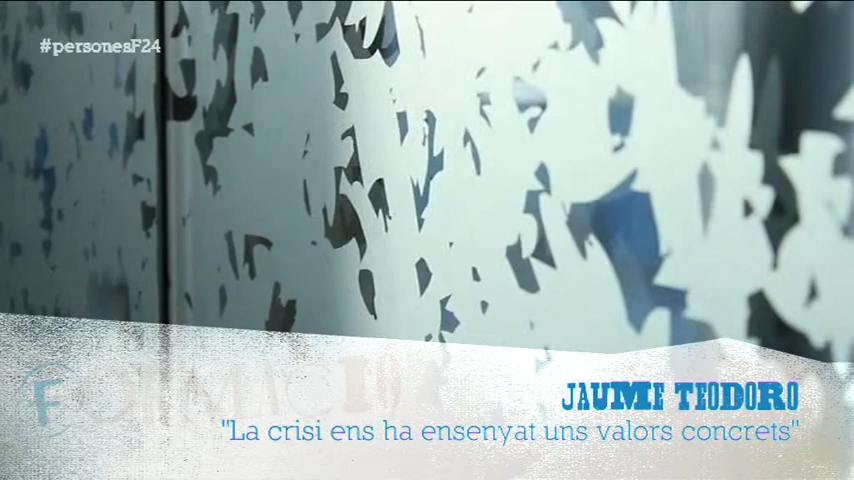 #personesF24
JAUME TEODORO
"La crisi ens ha ensenyat uns valors concrets"